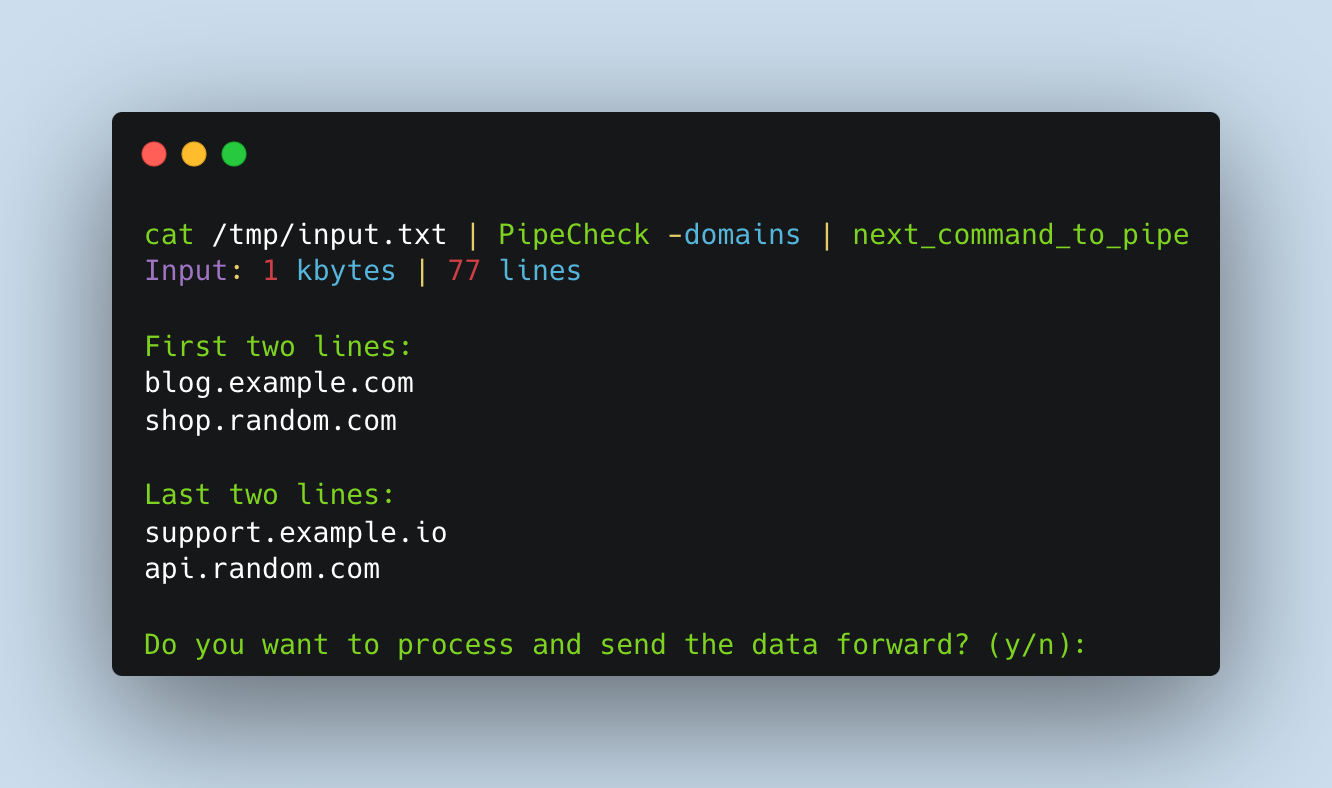 cat /tmp/input.txt | PipeCheck -domains | next_command_to_pipe
Input: 1 kbytes | 77 lines
First two lines:
blog.example.com
shop.random.com
Last two lines:
support.example.io
api.random.com
Do you want to process and send the data forward? (y/n):